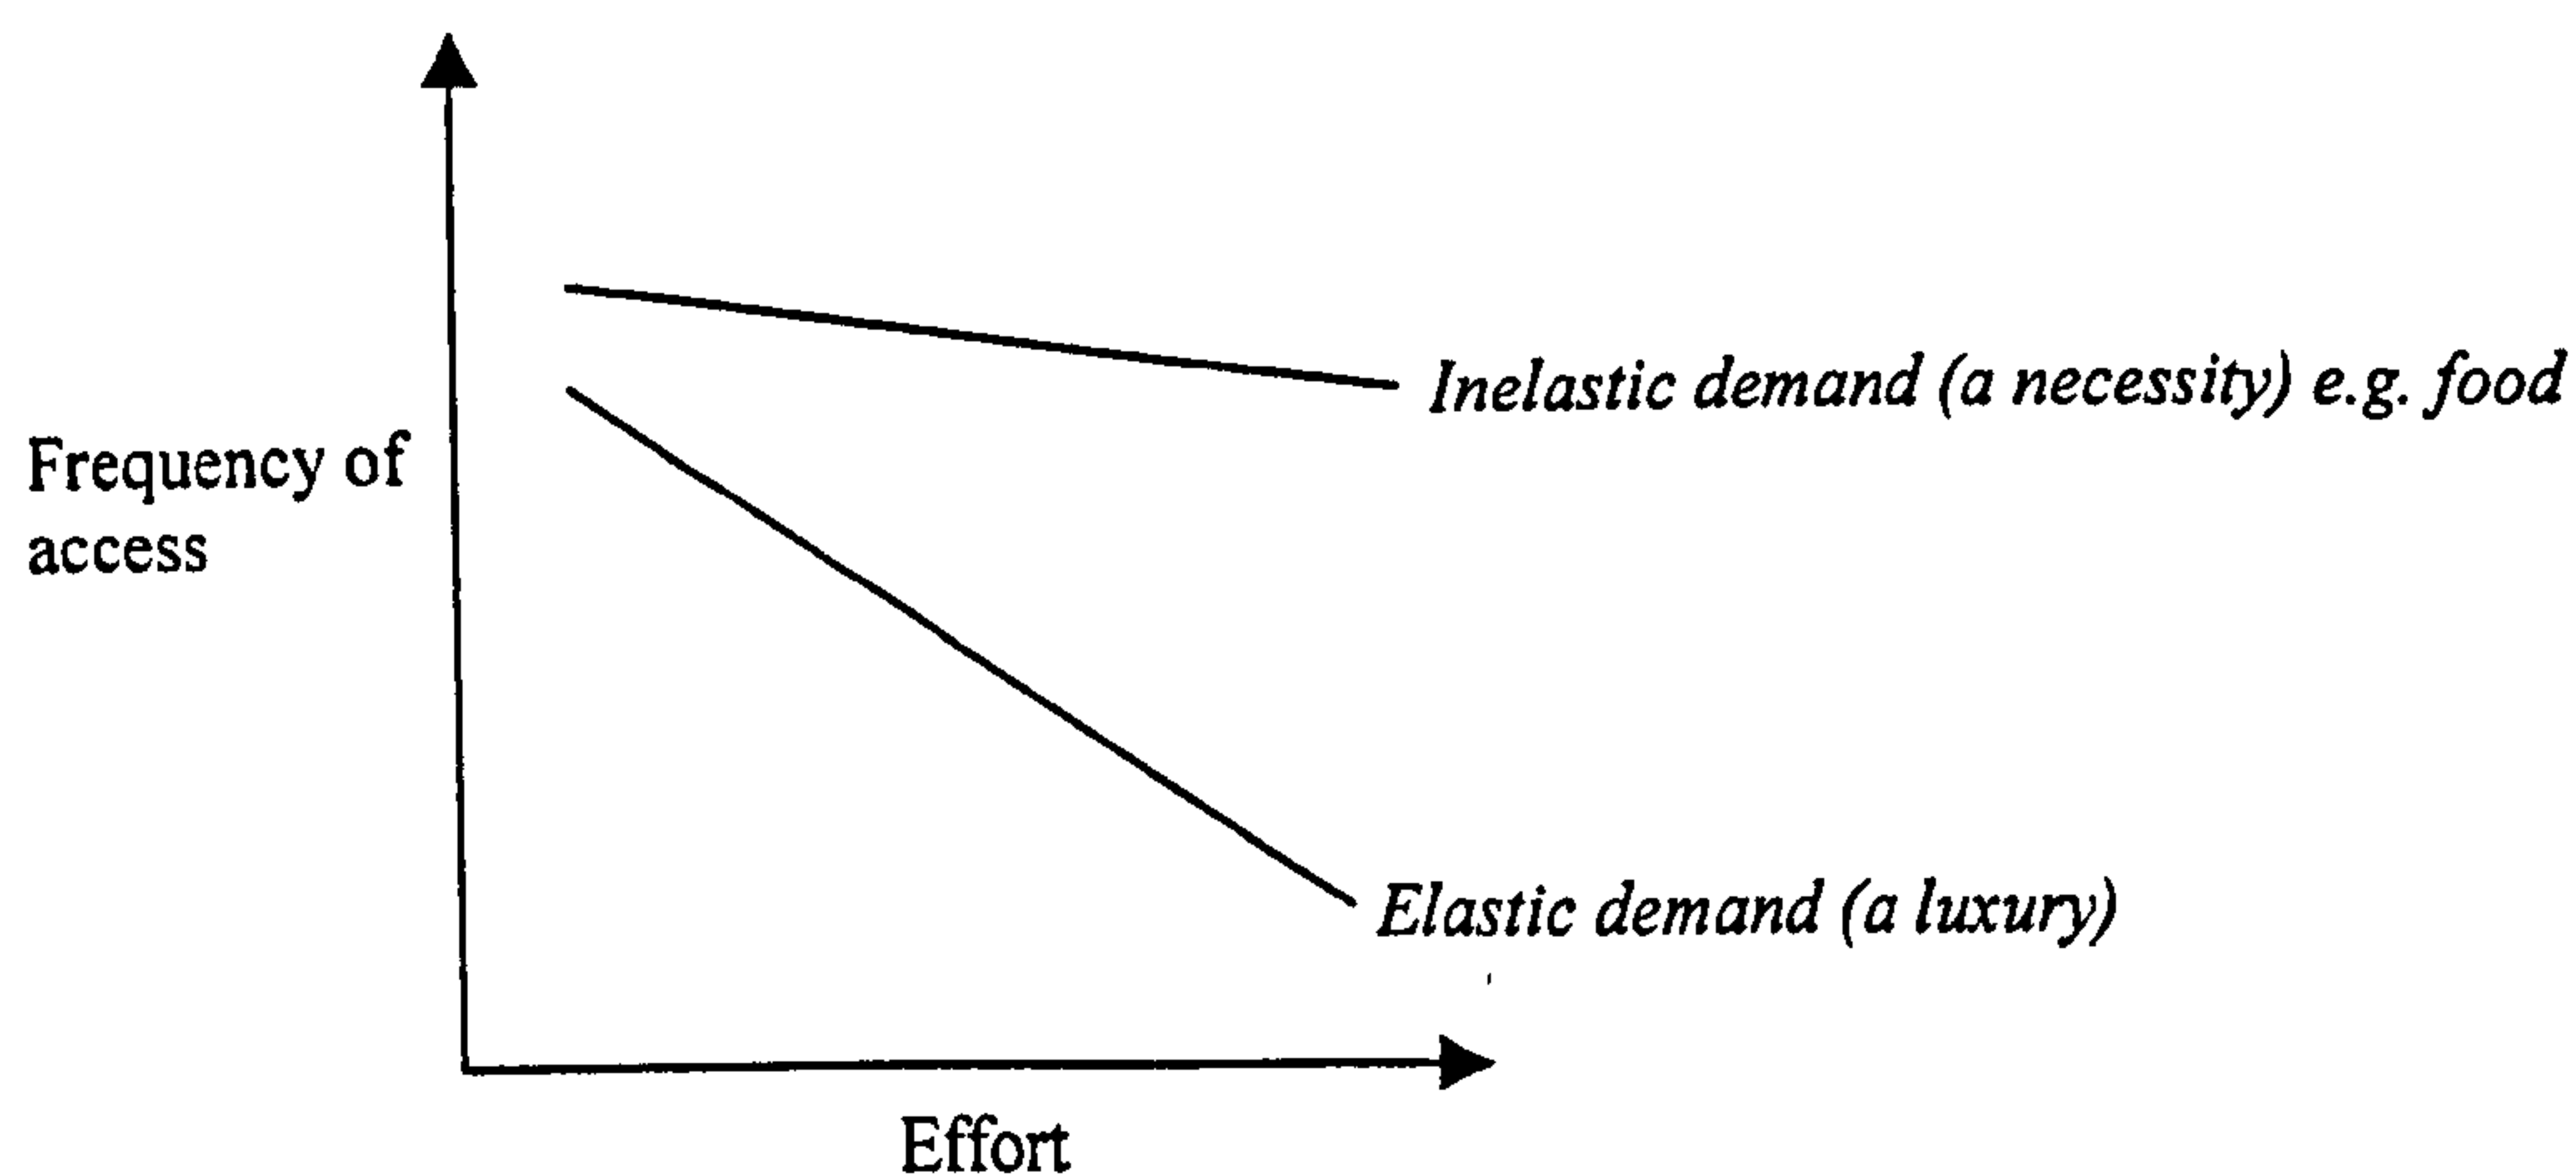 Inelastic demand (a necessity) e.g. food
Frequency of
access
Elastic demand (a luxury)
Effort